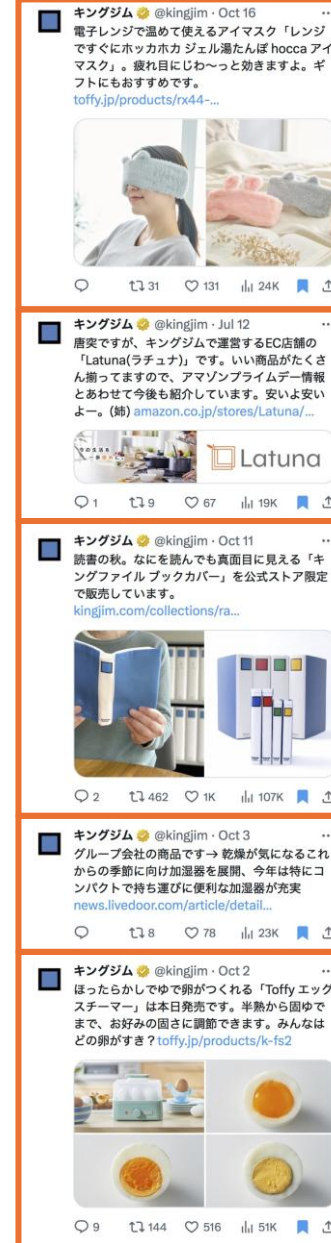 キングジム @kingjim · Oct 16
電子レンジで温めて使えるアイマスク「レンジ
ですぐにホッカホカ ジェル湯たんぽ hocca アイ
マスク」。疲れ目にじわ〜っと効きますよ。ギ
フトにもおすすめです。
toffy.jp/products/rx44-...
31 131 24K
キングジム @kingjim · Jul 12
唐突ですが、キングジムで運営するEC店舗の
「Latuna(ラチュナ)」です。いい商品がたくさ
ん揃ってますので、アマゾンプライムデー情報
とあわせて今後も紹介しています。安いよ安い
よー。(姉) amazon.co.jp/stores/Latuna/...
Latuna
1 9 67 19K
キングジム @kingjim · Oct 11
読書の秋。なにを読んでも真面目に見える「キ
ングファイル ブックカバー」を公式ストア限定
で販売しています。
kingjim.com/collections/ra...
2 462 1K 107K
キングジム @kingjim · Oct 3
グループ会社の商品です→ 乾燥が気になるこれ
からの季節に向け加湿器を展開、今年は特にコ
ンパクトで持ち運びに便利な加湿器が充実
news.livedoor.com/article/detail...
8 78 23K
キングジム @kingjim · Oct 2
ほったらかしでゆで卵がつくれる「Toffy エッグ
スチーマー」は本日発売です。半熟から固ゆで
まで、お好みの固さに調節できます。みんなは
どの卵がすき？toffy.jp/products/k-fs2
9 144 516 51K